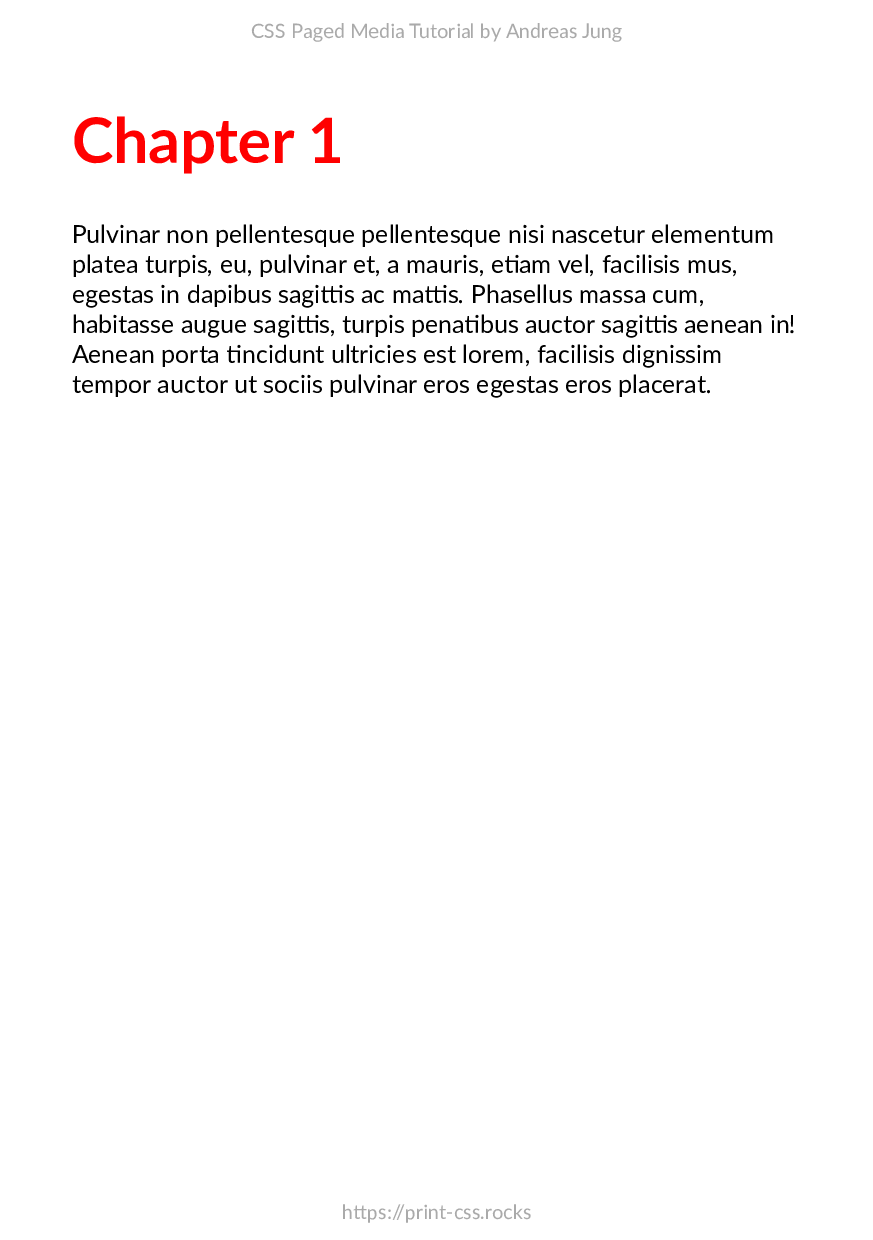 CSS Paged Media Tutorial by Andreas Jung
Chapter 1
Pulvinar non pellentesque pellentesque nisi nascetur elementum
platea turpis, eu, pulvinar et, a mauris, etiam vel, facilisis mus,
egestas in dapibus sagittis ac mattis. Phasellus massa cum,
habitasse augue sagittis, turpis penatibus auctor sagittis aenean in!
Aenean porta tincidunt ultricies est lorem, facilisis dignissim
tempor auctor ut sociis pulvinar eros egestas eros placerat.
https://print-css.rocks